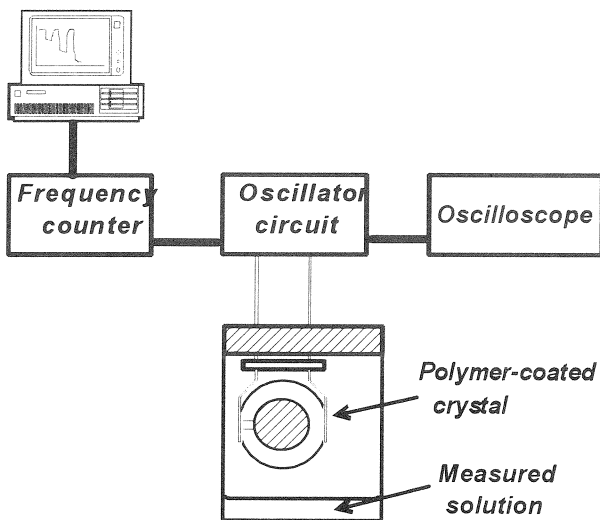 Frequency
counter
Oscillator
circuit
Oscilloscope
Polymer-coated
crystal
Measured
solution